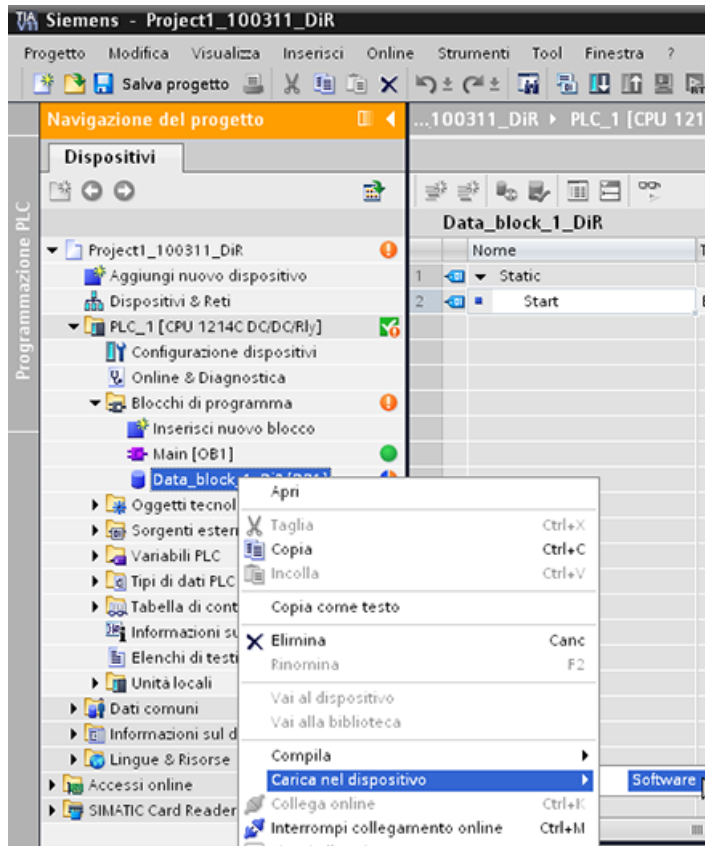 Siemens - Project1_100311_DiR
Progetto Modifica Visualizza Inserisci Online Strumenti Tool Finestra ?
Salva progetto
Navigazione del progetto
...100311_DiR PLC_1 [CPU 121
Dispositivi
Programmazione PLC
Data_block_1_DiR
Nome
Project1_100311_DiR
Aggiungi nuovo dispositivo
1 Static
Dispositivi & Reti
2 Start
PLC_1 [CPU 1214C DC/DC/Rly]
Configurazione dispositivi
Online & Diagnostica
Blocchi di programma
Inserisci nuovo blocco
Main [OB1]
Data_block_
Apri
Oggetti tecnol
Taglia Ctrl+X
Sorgenti estern
Copia Ctrl+C
Variabili PLC
Incolla Ctrl+V
Tipi di dati PLC
Tabella di cont
Copia come testo
Informazioni su
Elimina Canc
Elenchi di testi
Rinomina F2
Unità locali
Vai al dispositivo
Dati comuni
Vai alla biblioteca
Informazioni sul d
Lingue & Risorse
Compila
Accessi online
Carica nel dispositivo Software
SIMATIC Card Reader
Collega online Ctrl+K
Interrompi collegamento online Ctrl+M